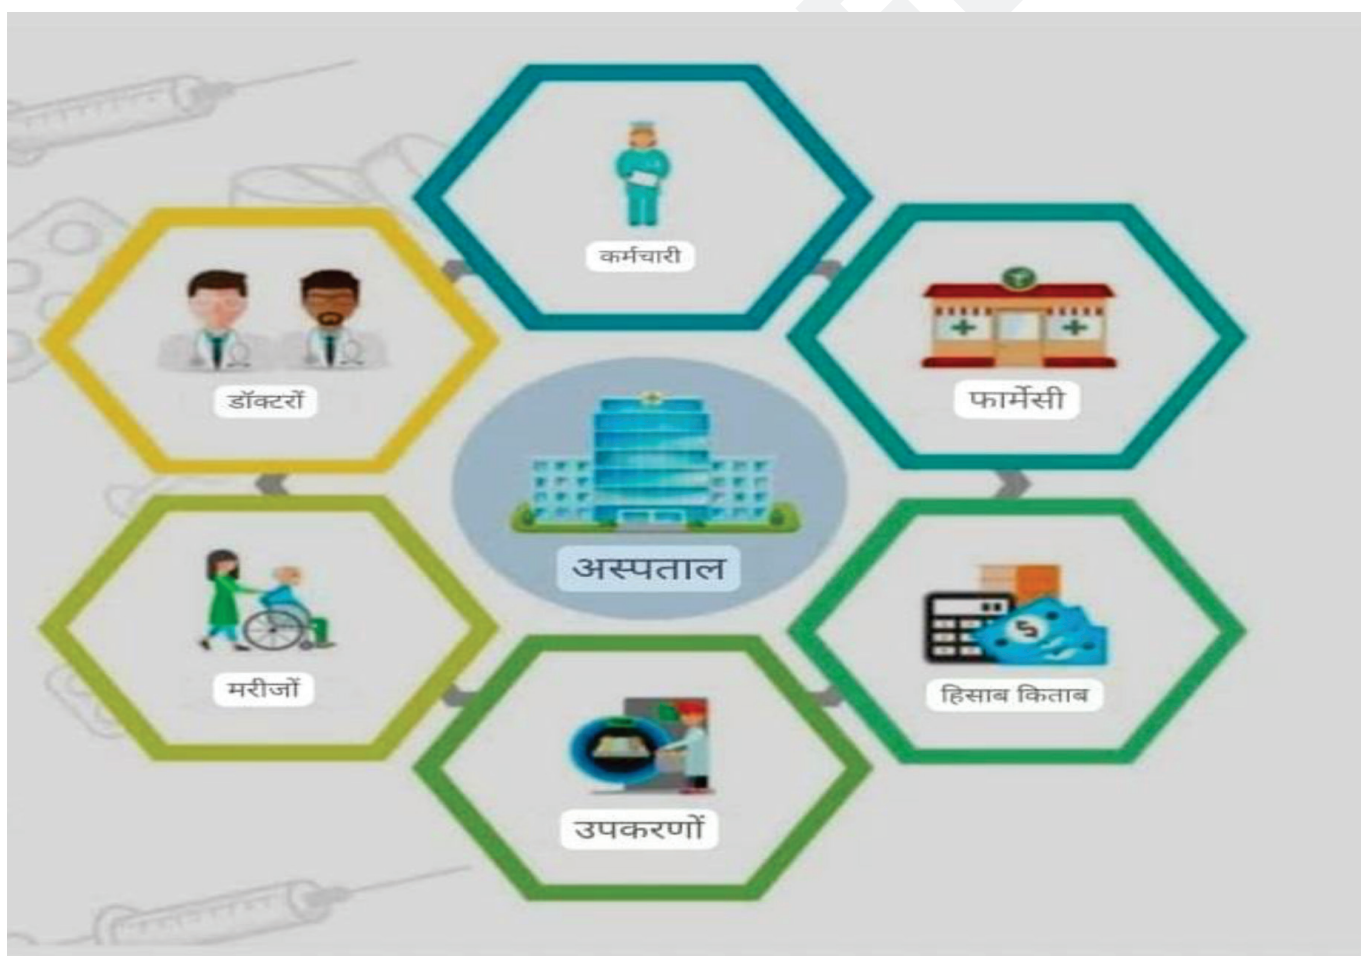 कर्मचारी
डॉक्टरों
फार्मेसी
अस्पताल
मरीजों
हिसाब किताब
उपकरणों